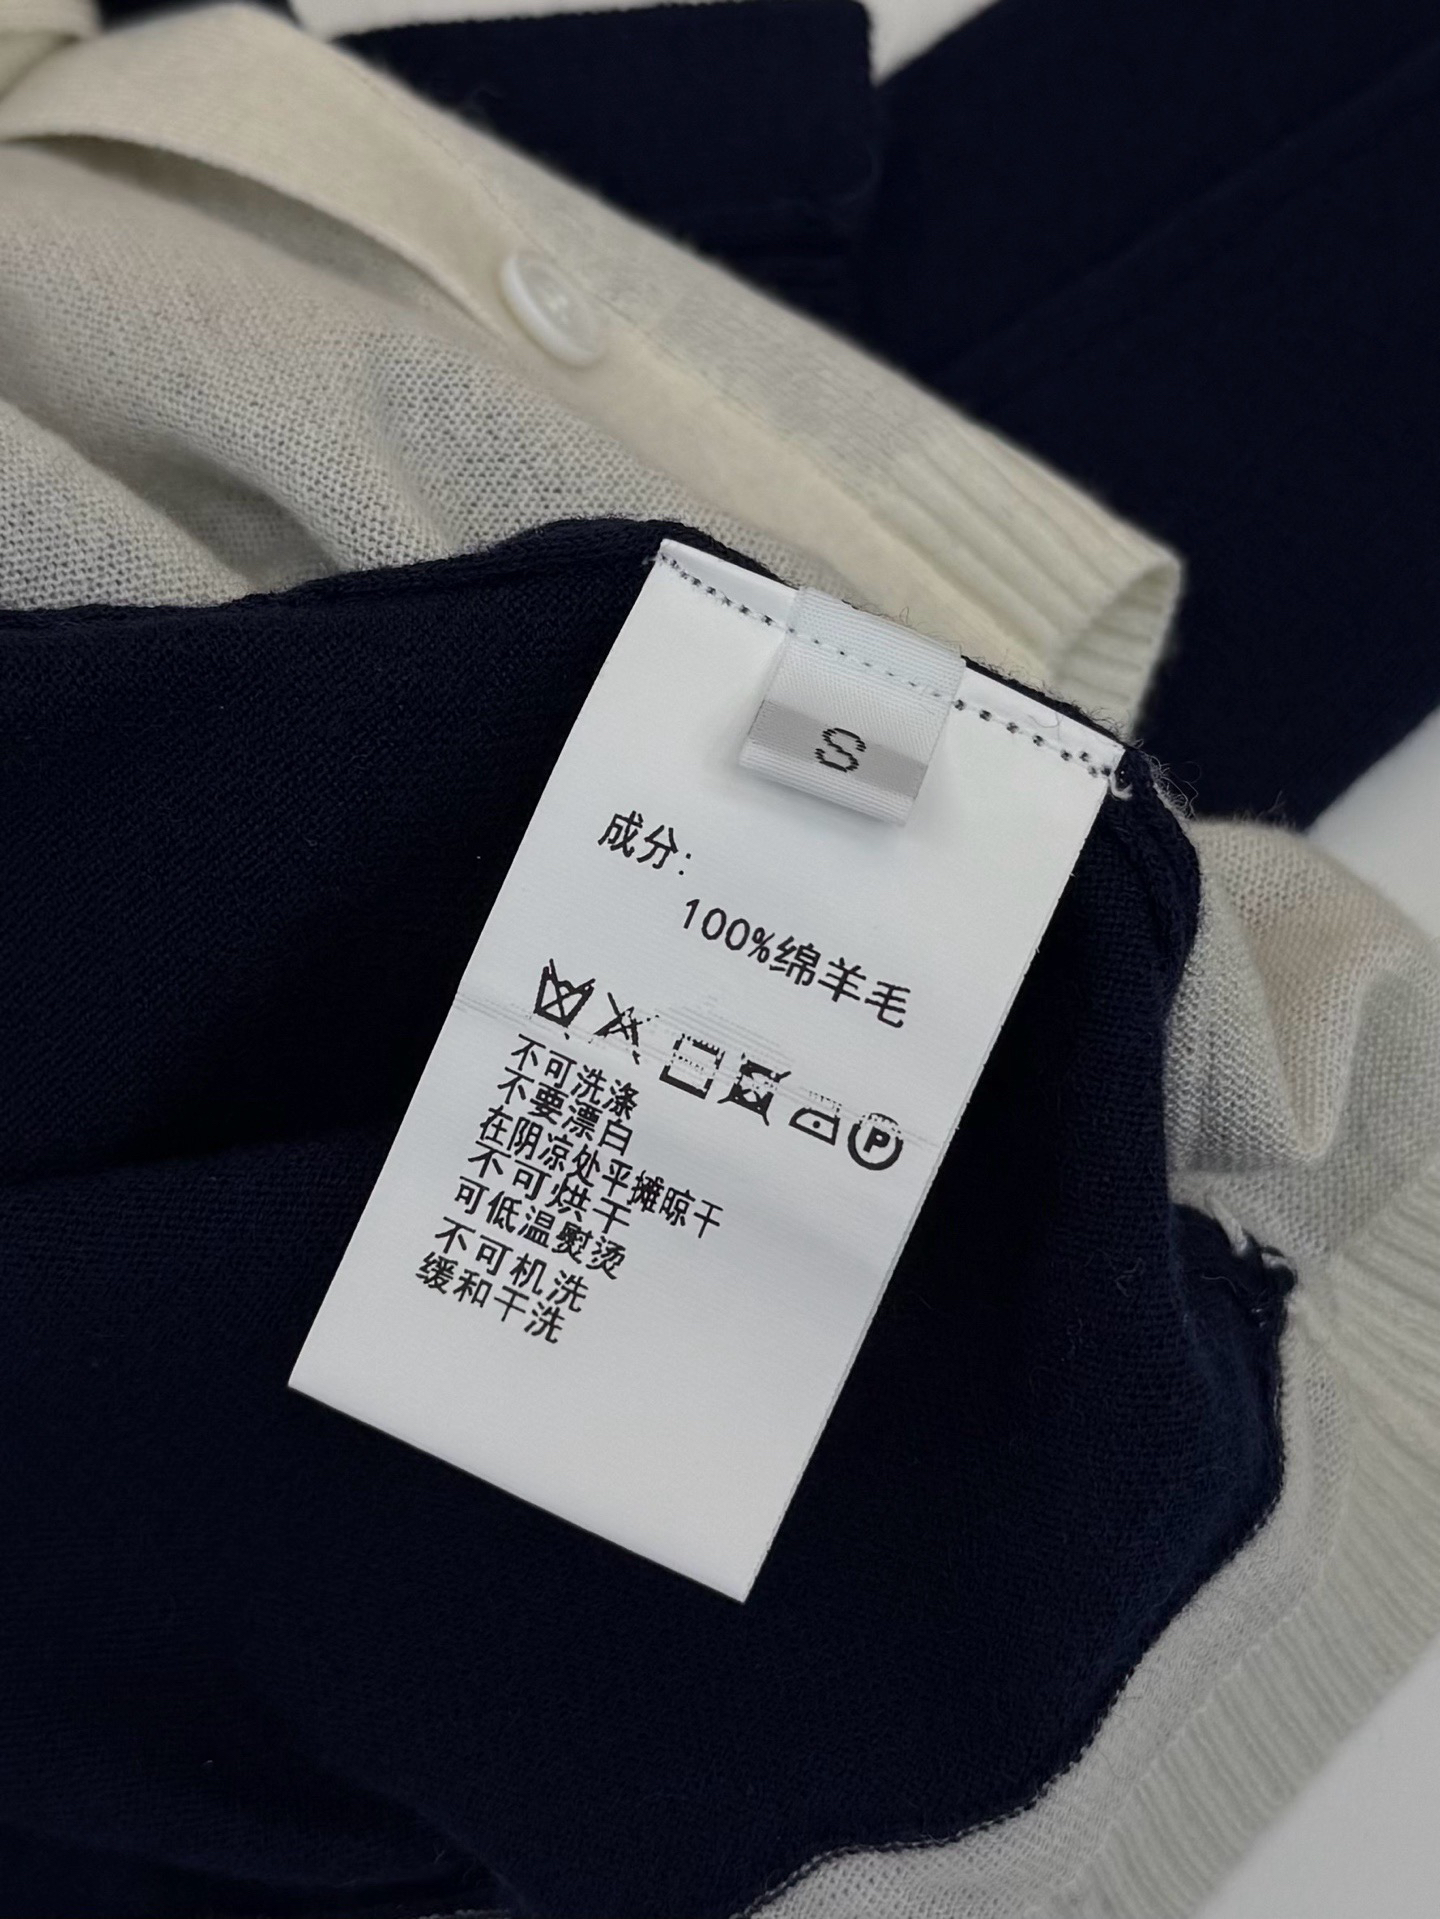 S
成分:
100%绵羊毛
P
不可洗涤
不要漂白
在阴凉处平摊晾干
不可烘干
可低温熨烫
不可机洗
缓和干洗